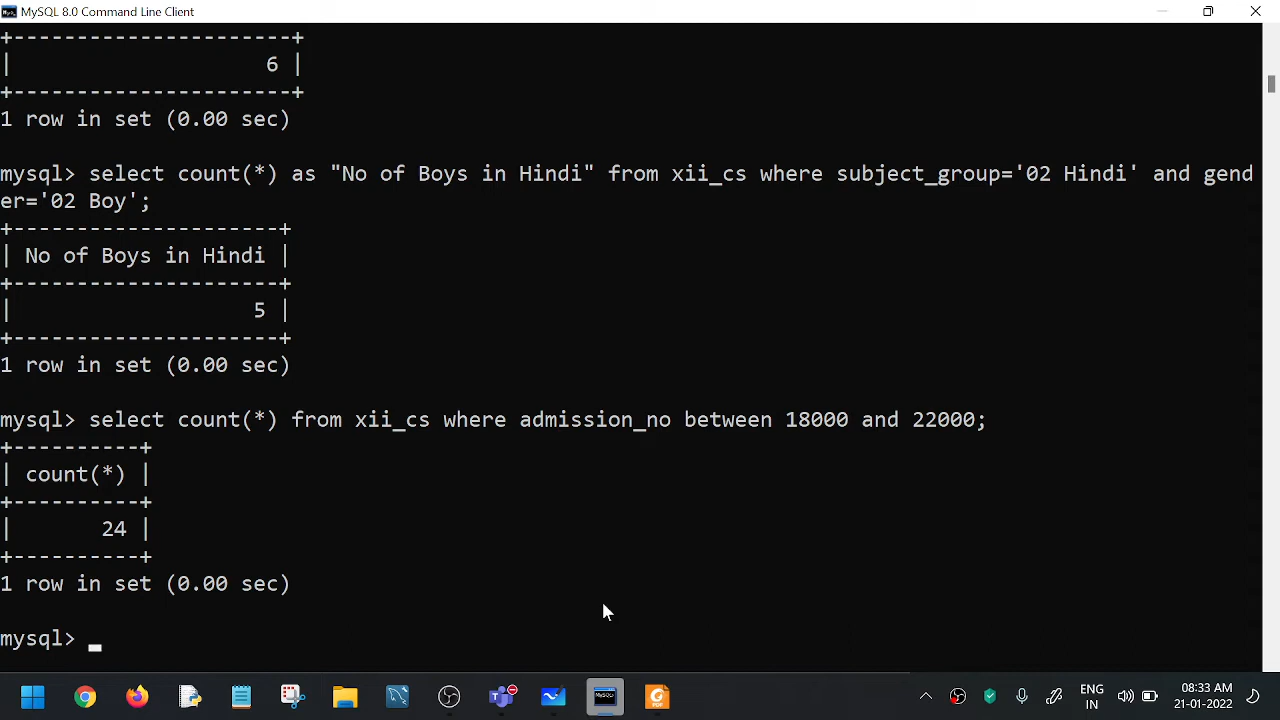 MySQL 8.0 Command Line Client
+----------------------+
|                    6 |
+----------------------+
1 row in set (0.00 sec)
mysql> select count(*) as "No of Boys in Hindi" from xii_cs where subject_group='02 Hindi' and gend
er='02 Boy';
+---------------------+
| No of Boys in Hindi |
+---------------------+
|                   5 |
+---------------------+
1 row in set (0.00 sec)
mysql> select count(*) from xii_cs where admission_no between 18000 and 22000;
+----------+
| count(*) |
+----------+
|       24 |
+----------+
1 row in set (0.00 sec)
mysql>
ENG
IN
08:33 AM
21-01-2022